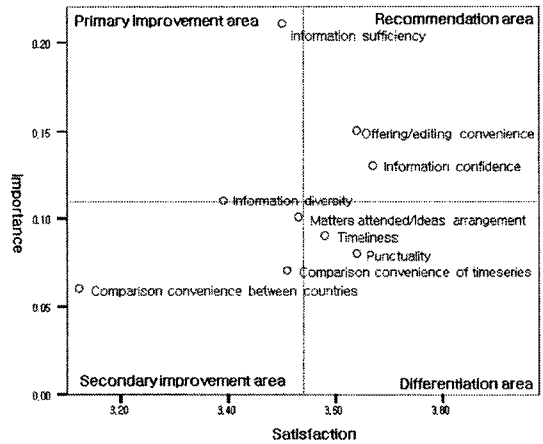 Primary improvement area
Recommendation area
Information sufficiency
Offering/editing convenience
Information confidence
Information diversity
Matters attended/Ideas arrangement
Timeliness
Punctuality
Comparison convenience of timeseries
Comparison convenience between countries
Secondary improvement area
Differentiation area
Importance
0.20
0.15
0.10
0.05
0.00
3.20
3.40
3.60
3.80
Satisfaction